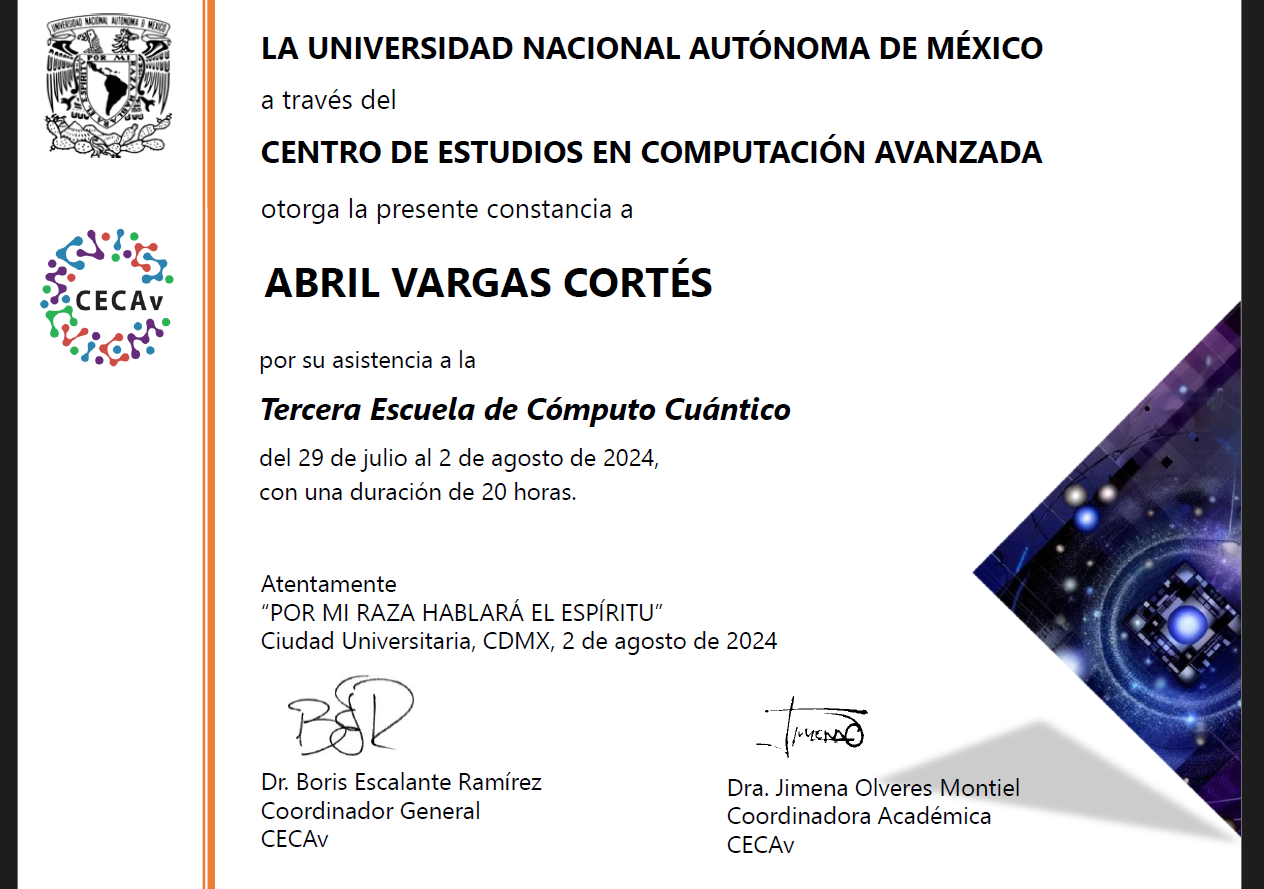 UNIVERSIDAD NACIONAL AUTÓNOMA D MÉXICO
POR MI RAZA HABLARÁ EL ESPÍRITU
CECAv
LA UNIVERSIDAD NACIONAL AUTÓNOMA DE MÉXICO
a través del
CENTRO DE ESTUDIOS EN COMPUTACIÓN AVANZADA
otorga la presente constancia a
ABRIL VARGAS CORTÉS
por su asistencia a la
Tercera Escuela de Cómputo Cuántico
del 29 de julio al 2 de agosto de 2024,
con una duración de 20 horas.
Atentamente
“POR MI RAZA HABLARÁ EL ESPÍRITU”
Ciudad Universitaria, CDMX, 2 de agosto de 2024
Dr. Boris Escalante Ramírez
Coordinador General
CECAv
Dra. Jimena Olveres Montiel
Coordinadora Académica
CECAv